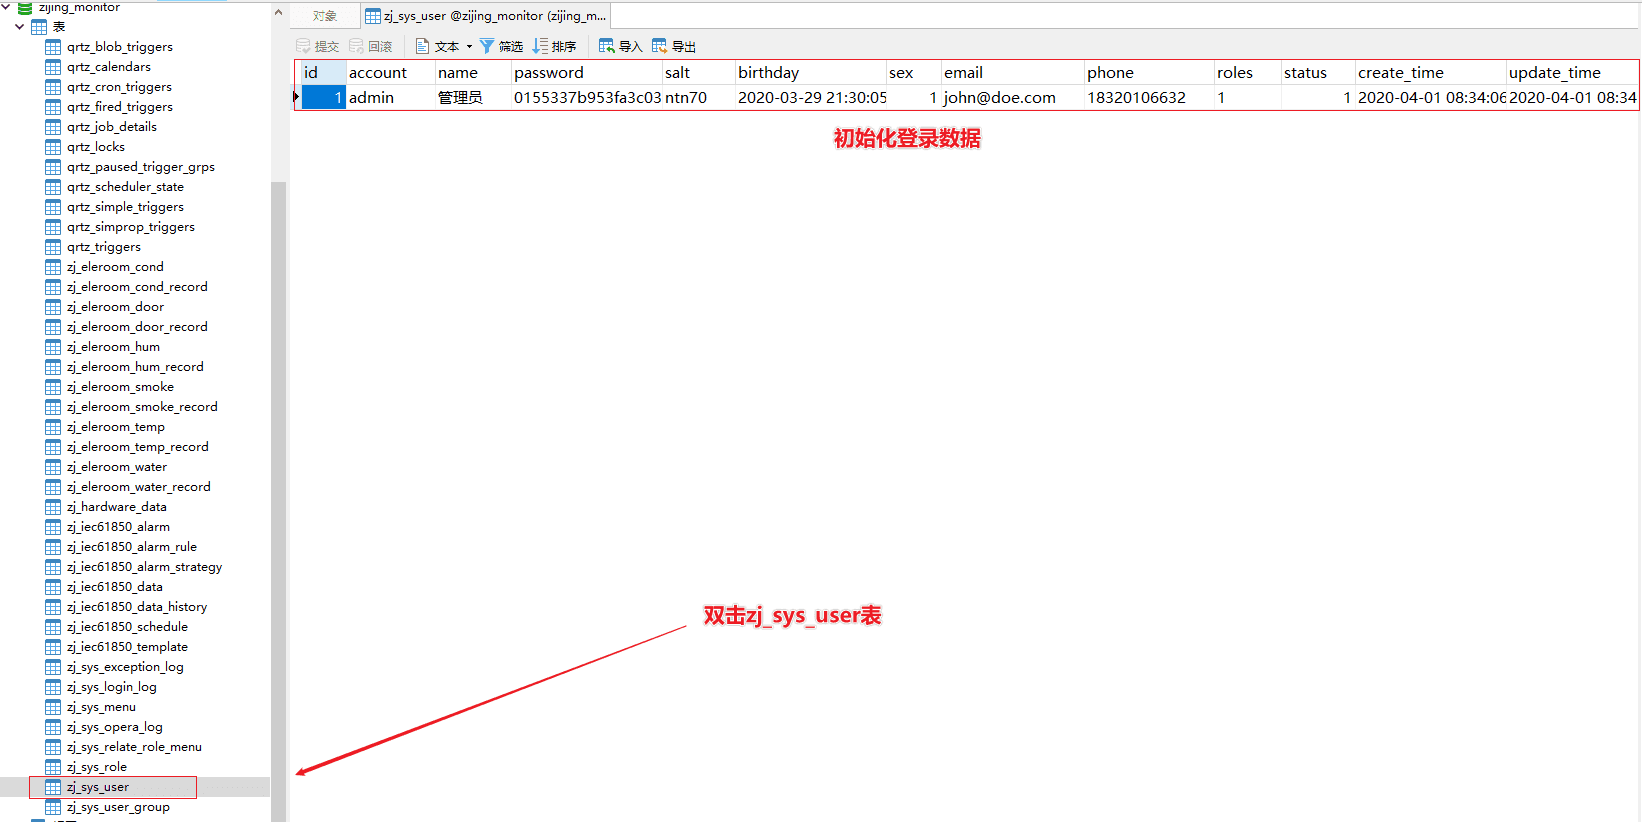 zijing_monitor
表
qrtz_blob_triggers
qrtz_calendars
qrtz_cron_triggers
qrtz_fired_triggers
qrtz_job_details
qrtz_locks
qrtz_paused_trigger_grps
qrtz_scheduler_state
qrtz_simple_triggers
qrtz_simprop_triggers
qrtz_triggers
zj_eleroom_cond
zj_eleroom_cond_record
zj_eleroom_door
zj_eleroom_door_record
zj_eleroom_hum
zj_eleroom_hum_record
zj_eleroom_smoke
zj_eleroom_smoke_record
zj_eleroom_temp
zj_eleroom_temp_record
zj_eleroom_water
zj_eleroom_water_record
zj_hardware_data
zj_iec61850_alarm
zj_iec61850_alarm_rule
zj_iec61850_alarm_strategy
zj_iec61850_data
zj_iec61850_data_history
zj_iec61850_schedule
zj_iec61850_template
zj_sys_exception_log
zj_sys_login_log
zj_sys_menu
zj_sys_opera_log
zj_sys_relate_role_menu
zj_sys_role
zj_sys_user
zj_sys_user_group
对象 zj_sys_user @zijing_monitor (zijing_m...
提交 回滚 文本 筛选 排序 导入 导出
id account name password salt birthday sex email phone roles status create_time update_time
1 admin 管理员 0155337b953fa3c03 ntn70 2020-03-29 21:30:05 1 john@doe.com 18320106632 1 1 2020-04-01 08:34:06 2020-04-01 08:34
初始化登录数据
双击zj_sys_user表